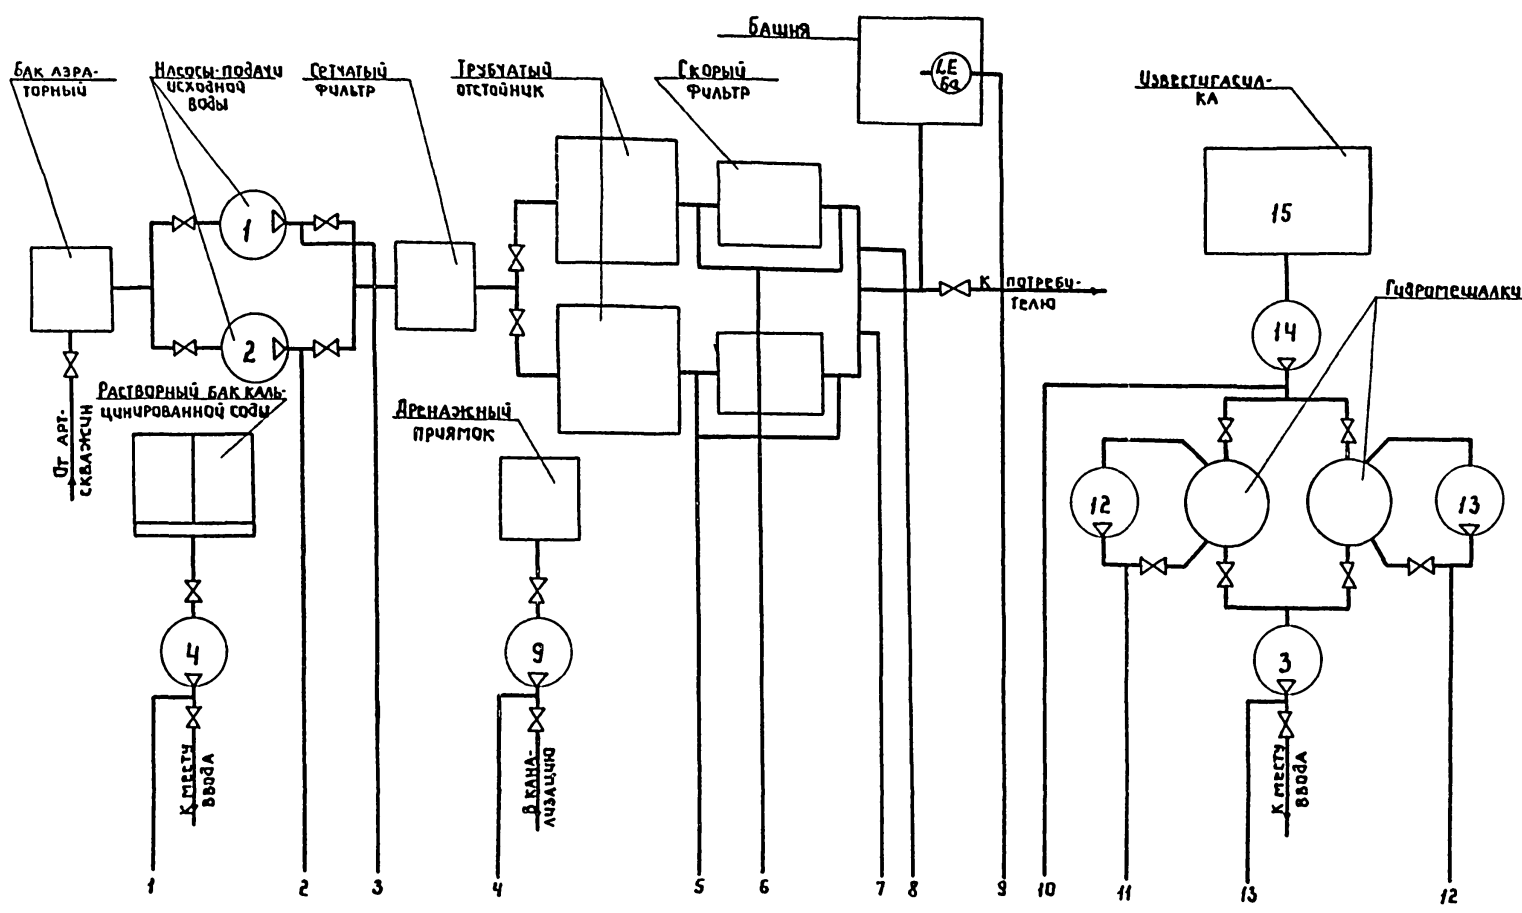 Башня
Бак аэра-
торный
Насосы подачи
исходной
воды
Сетчатый
фильтр
Трубчатый
отстойник
Скорый
фильтр
LE
6а
Известигасил-
ка
1
15
К потреби-
телю
Гидромешалки
14
2
Растворный бак каль-
цинированной соды
Дренажный
приямок
От арт-
скважин
12
13
4
9
3
К месту
ввода
В кана-
лизацию
К месту
ввода
1
2
3
4
5
6
7
8
9
10
11
13
12